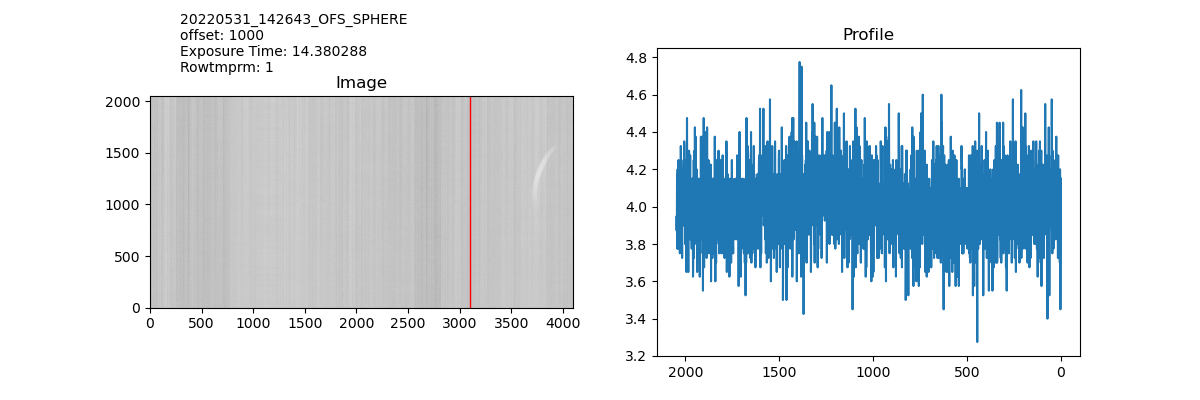 20220531_142643_OFS_SPHERE
offset: 1000
Exposure Time: 14.380288
Rowtmprm: 1
Image
2000
1500
1000
500
0
0 500 1000 1500 2000 2500 3000 3500 4000
Profile
4.8
4.6
4.4
4.2
4.0
3.8
3.6
3.4
3.2
2000 1500 1000 500 0